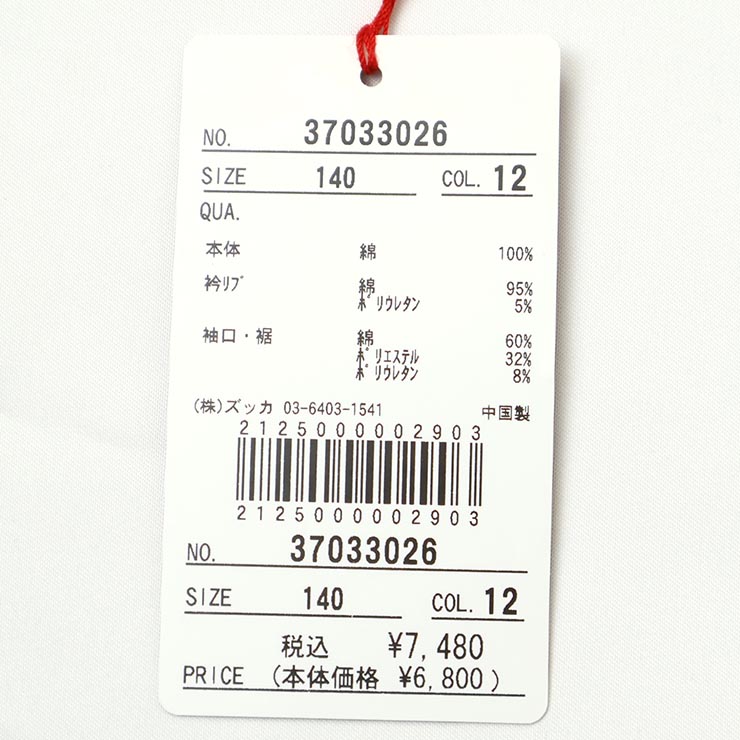 NO. 37033026
SIZE 140 COL. 12
QUA.
本体 綿 100%
衿ﾘﾌﾞ 綿 95%
ﾎﾟﾘｳﾚﾀﾝ 5%
袖口・裾 綿 60%
ﾎﾟﾘｴｽﾃﾙ 32%
ﾎﾟﾘｳﾚﾀﾝ 8%
(株)ズッカ 03-6403-1541 中国製
2125000002903
2125000002903
NO. 37033026
SIZE 140 COL. 12
税込 ¥7,480
PRICE (本体価格 ¥6,800)